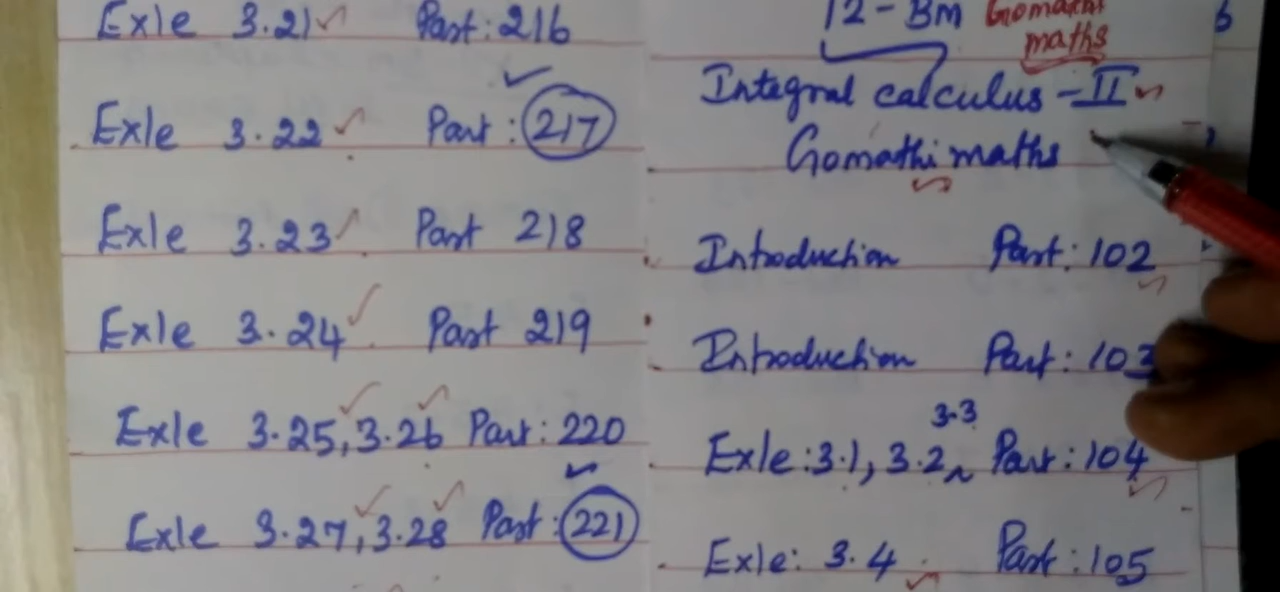 Exle 3.21 Part: 216
Exle 3.22 Part: 217
Exle 3.23 Part 218
Exle 3.24 Part 219
Exle 3.25, 3.26 Part: 220
Exle 3.27, 3.28 Part: 221
12 - BM Gomathi
maths
Integral calculus - II
Gomathi maths
Introduction Part: 102
Introduction Part: 103
3.3
Exle: 3.1, 3.2 Part: 104
Exle: 3.4 Part: 105